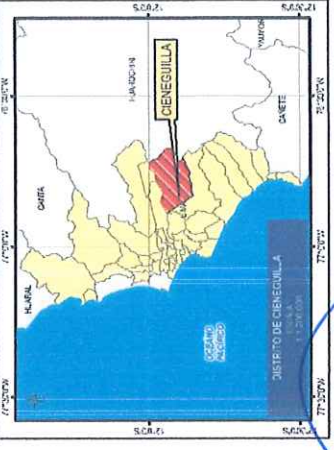 HUARAL
CANTA
HUAROCHIRI
CIENEGUILLA
YAUYOS
CAÑETE
OCEANO
PACIFICO
DISTRITO DE CIENEGUILLA
77°30'0"W
77°0'0"W
12°0'0"S
12°30'0"S